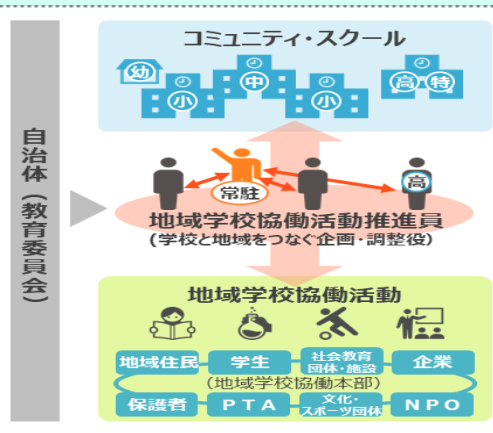 コミュニティ・スクール
幼
小
中
小
高
特
自治体（教育委員会）
常駐
高
地域学校協働活動推進員
(学校と地域をつなぐ企画・調整役)
地域学校協働活動
地域住民
学生
社会教育
団体・施設
企業
(地域学校協働本部)
保護者
PTA
文化・
スポーツ団体
NPO